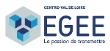 CENTRE-VAL DE LOIRE
EGEE
La passion de transmettre